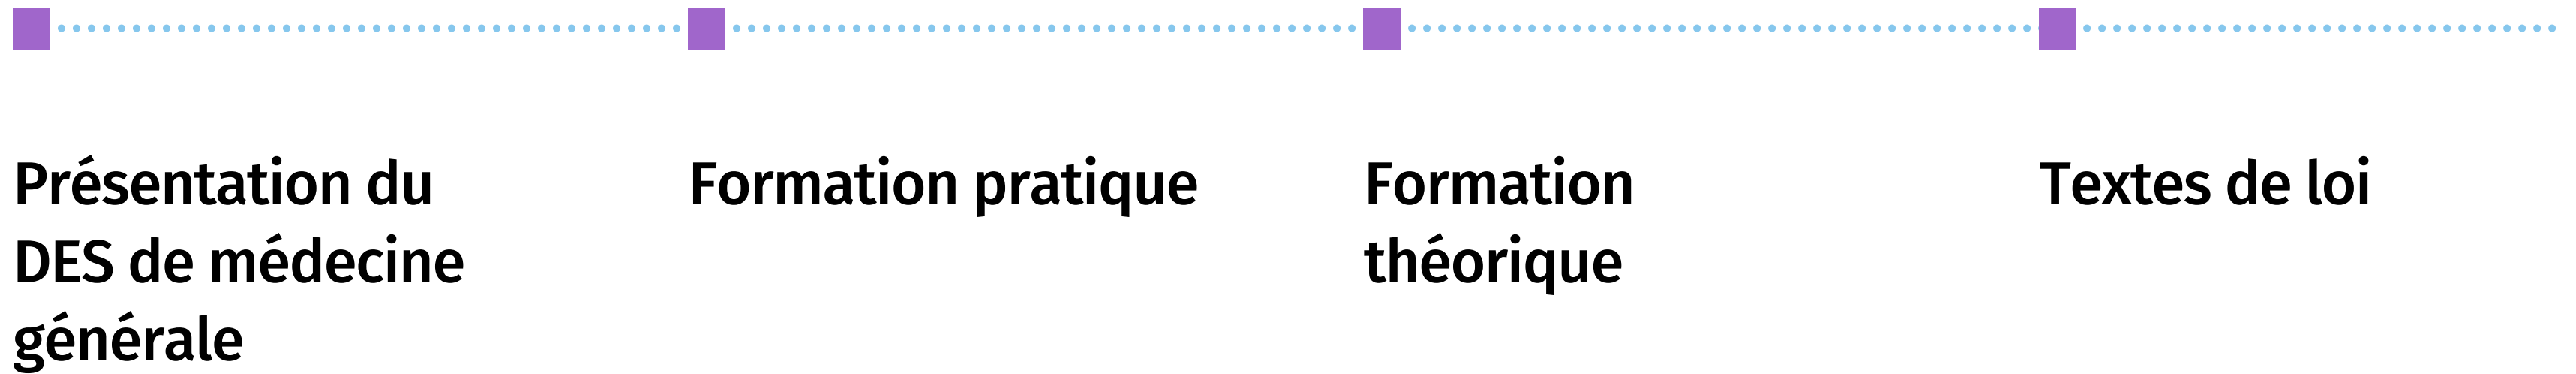 Présentation du
DES de médecine
générale
Formation pratique
Formation
théorique
Textes de loi